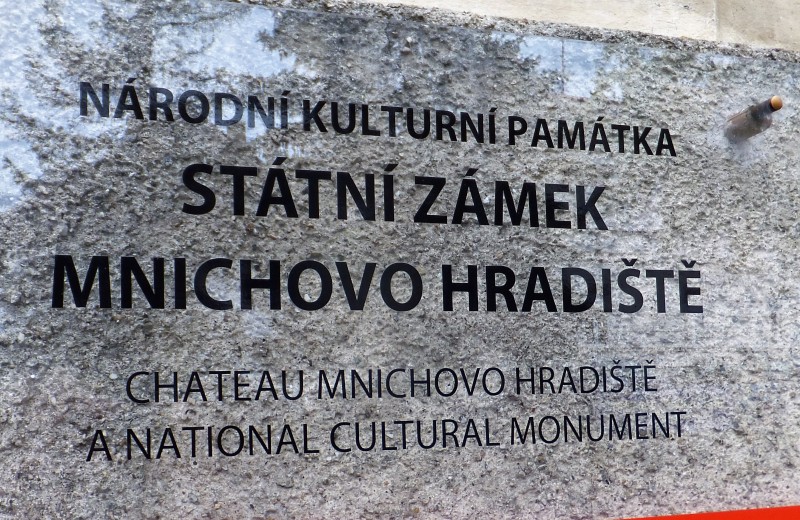 NÁRODNÍ KULTURNÍ PAMÁTKA
STÁTNÍ ZÁMEK
MNICHOVO HRADIŠTĚ
CHATEAU MNICHOVO HRADIŠTĚ
A NATIONAL CULTURAL MONUMENT